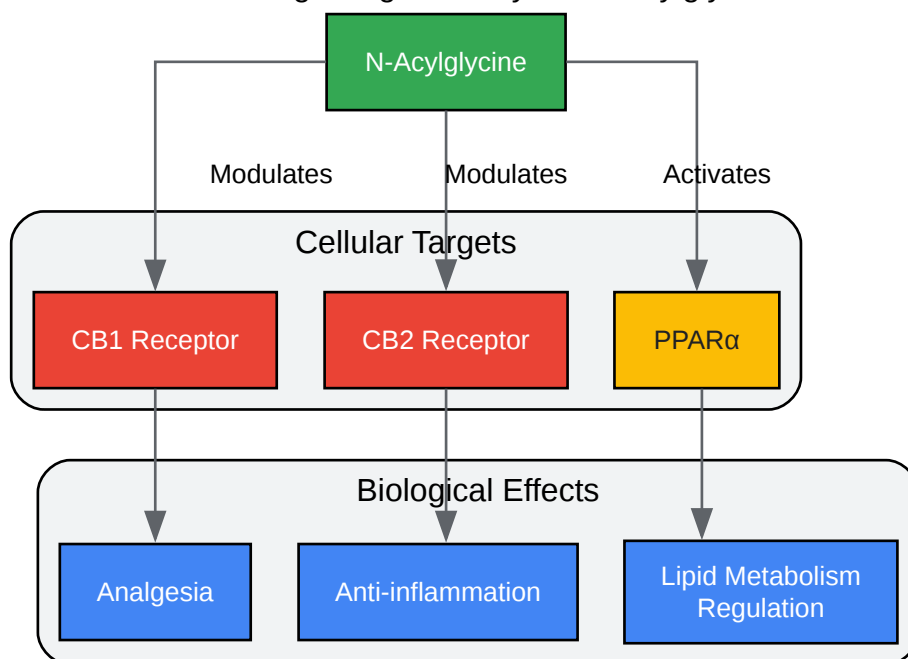 N-Acylglycine
Modulates
Modulates
Activates
Cellular Targets
CB1 Receptor
CB2 Receptor
PPARα
Biological Effects
Analgesia
Anti-inflammation
Lipid Metabolism
Regulation